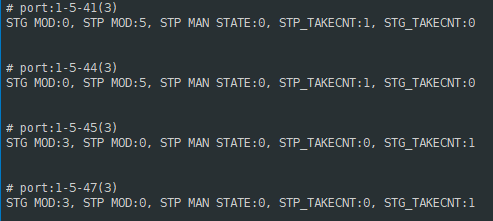 # port:1-5-41(3)
STG MOD:0, STP MOD:5, STP MAN STATE:0, STP_TAKECNT:1, STG_TAKECNT:0
# port:1-5-44(3)
STG MOD:0, STP MOD:5, STP MAN STATE:0, STP_TAKECNT:1, STG_TAKECNT:0
# port:1-5-45(3)
STG MOD:3, STP MOD:0, STP MAN STATE:0, STP_TAKECNT:0, STG_TAKECNT:1
# port:1-5-47(3)
STG MOD:3, STP MOD:0, STP MAN STATE:0, STP_TAKECNT:0, STG_TAKECNT:1